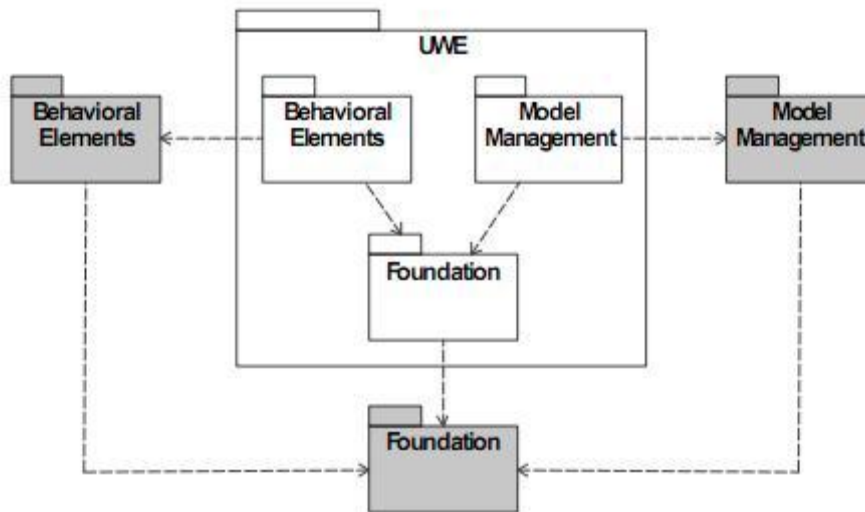 UWE
Behavioral
Elements
Behavioral
Elements
Model
Management
Model
Management
Foundation
Foundation